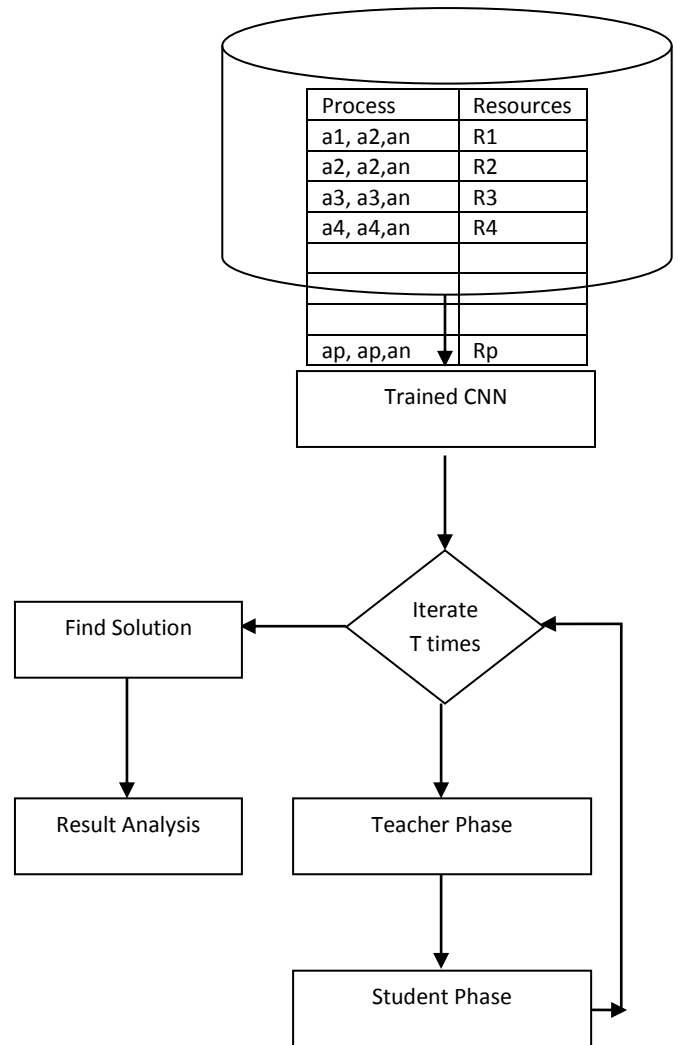 Process Resources
a1, a2,an R1
a2, a2,an R2
a3, a3,an R3
a4, a4,an R4
ap, ap,an Rp
Trained CNN
Iterate
T times
Find Solution
Result Analysis
Teacher Phase
Student Phase